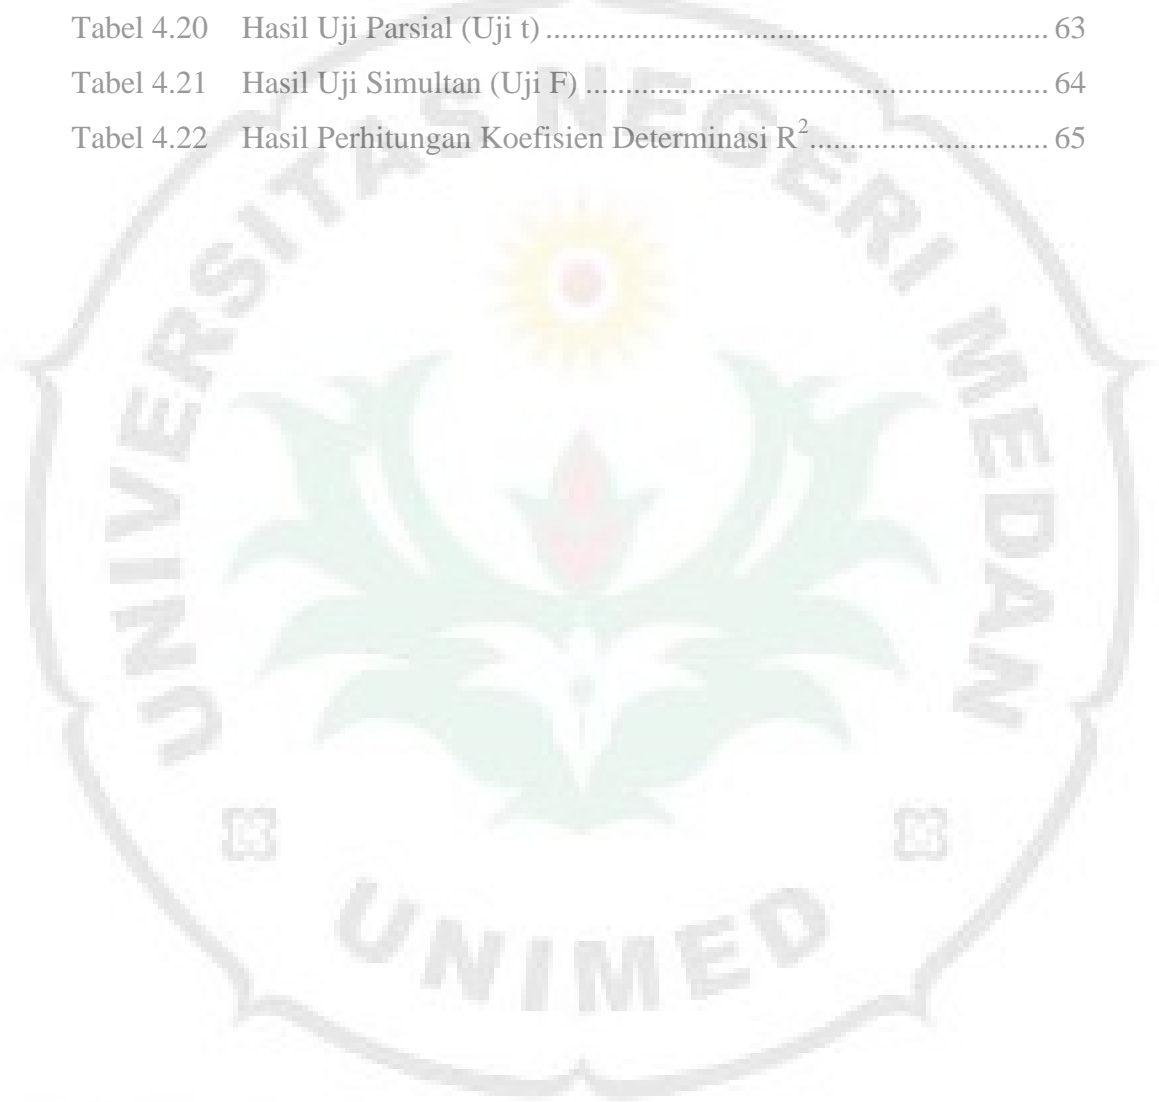 Tabel 4.20 Hasil Uji Parsial (Uji t) ............................................................... 63
Tabel 4.21 Hasil Uji Simultan (Uji F) .......................................................... 64
Tabel 4.22 Hasil Perhitungan Koefisien Determinasi R² .............................. 65
UNIVERSITAS NEGERI MEDAN
UNIMED